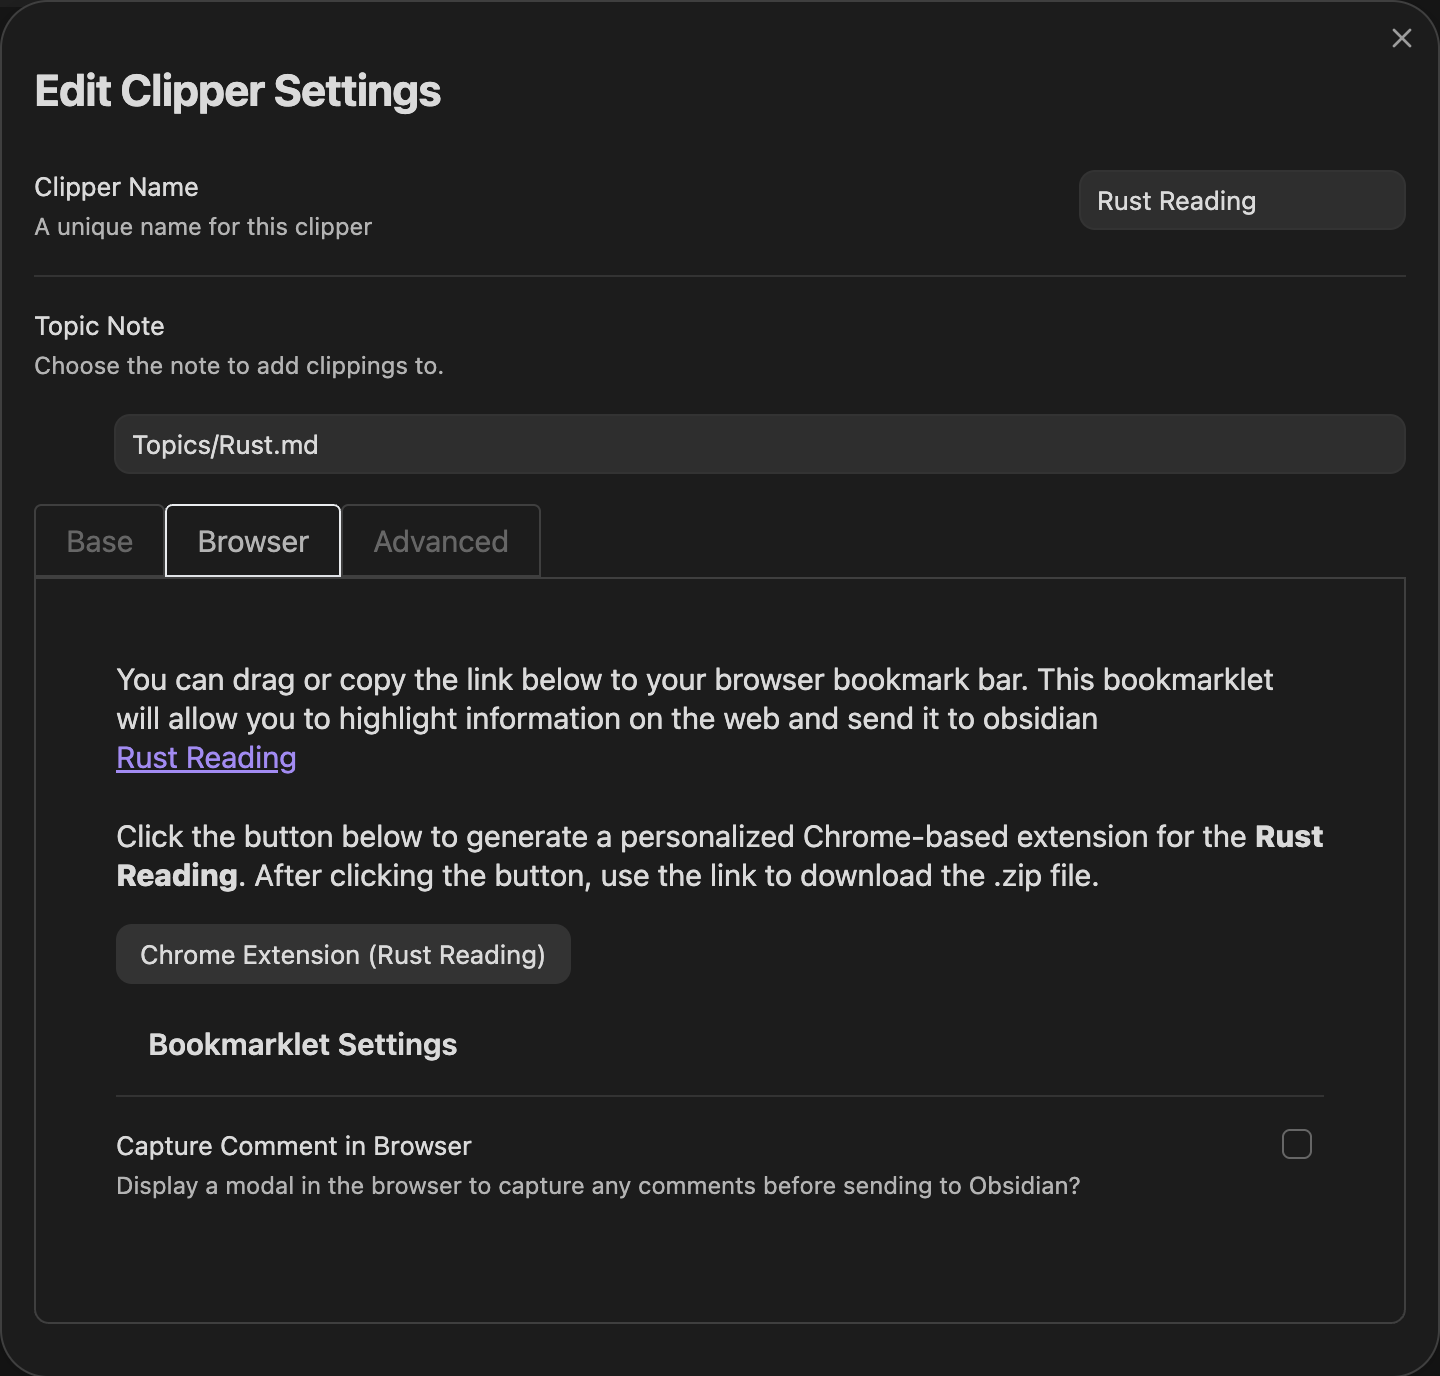 Edit Clipper Settings
Clipper Name
A unique name for this clipper
Rust Reading
Topic Note
Choose the note to add clippings to.
Topics/Rust.md
Base
Browser
Advanced
You can drag or copy the link below to your browser bookmark bar. This bookmarklet
will allow you to highlight information on the web and send it to obsidian
Rust Reading
Click the button below to generate a personalized Chrome-based extension for the Rust
Reading. After clicking the button, use the link to download the .zip file.
Chrome Extension (Rust Reading)
Bookmarklet Settings
Capture Comment in Browser
Display a modal in the browser to capture any comments before sending to Obsidian?